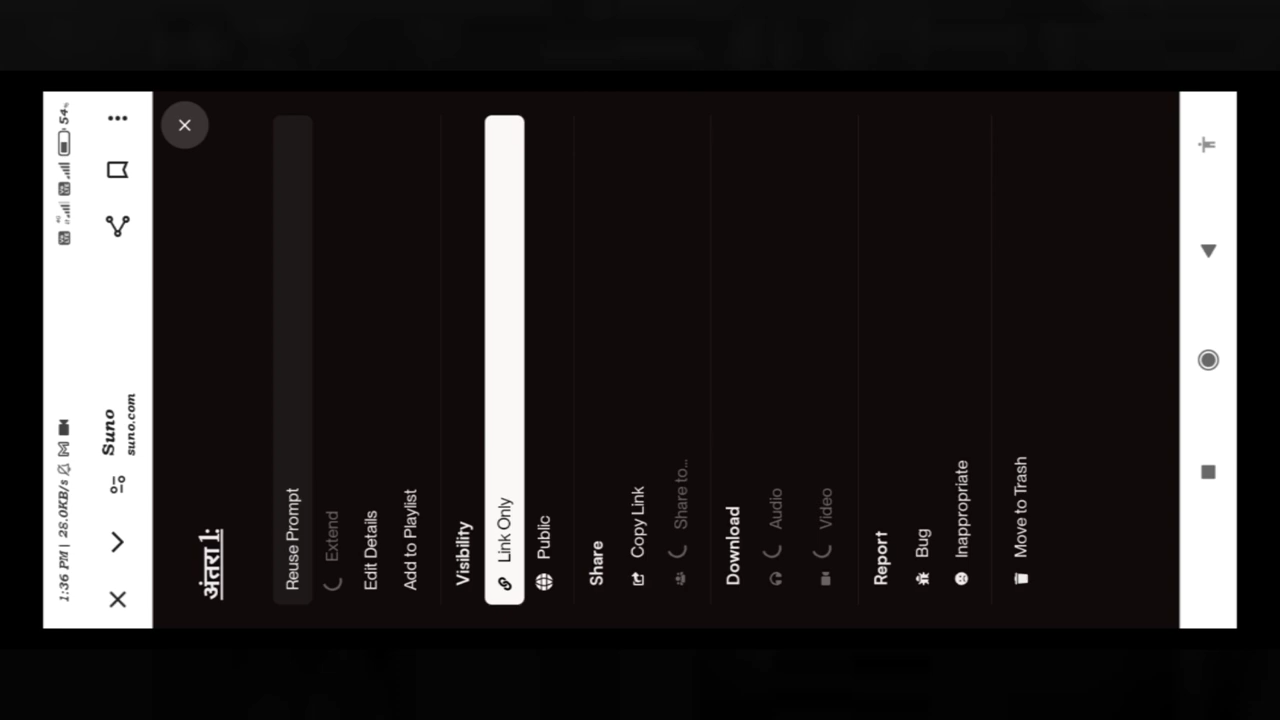 1:36 PM | 28.0KB/s
54%
Suno
suno.com
अंतरा 1:
Reuse Prompt
Extend
Edit Details
Add to Playlist
Visibility
Link Only
Public
Share
Copy Link
Share to...
Download
Audio
Video
Report
Bug
Inappropriate
Move to Trash